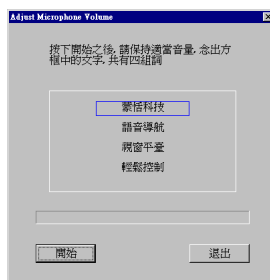 Adjust Microphone Volume
按下開始之後, 請保持適當音量, 念出方
框中的文字, 共有四組詞
蒙恬科技
語音導航
視窗平臺
輕鬆控制
開始
退出